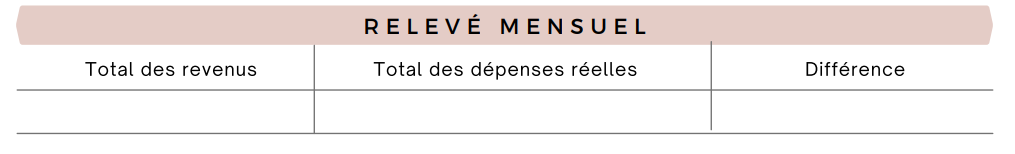 RELEVÉ MENSUEL
Total des revenus Total des dépenses réelles Différence